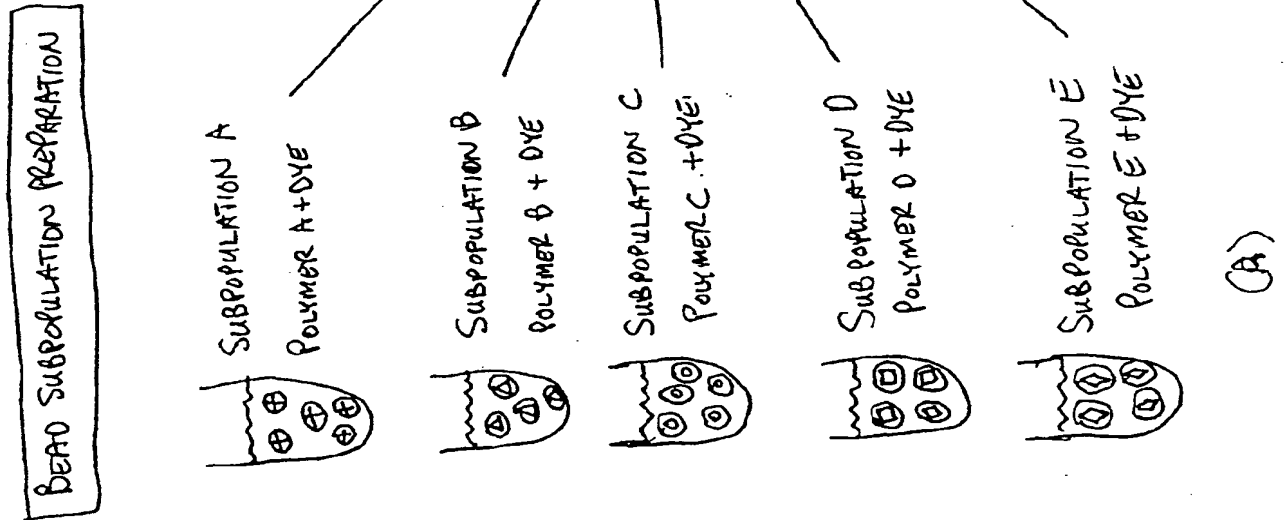 BEAD SUBPOPULATION PREPARATION
SUBPOPULATION A
POLYMER A+DYE
SUBPOPULATION B
POLYMER B + DYE
SUBPOPULATION C
POLYMER C. +DYE
SUBPOPULATION D
POLYMER D +DYE
SUBPOPULATION E
POLYMER E +DYE
(A)